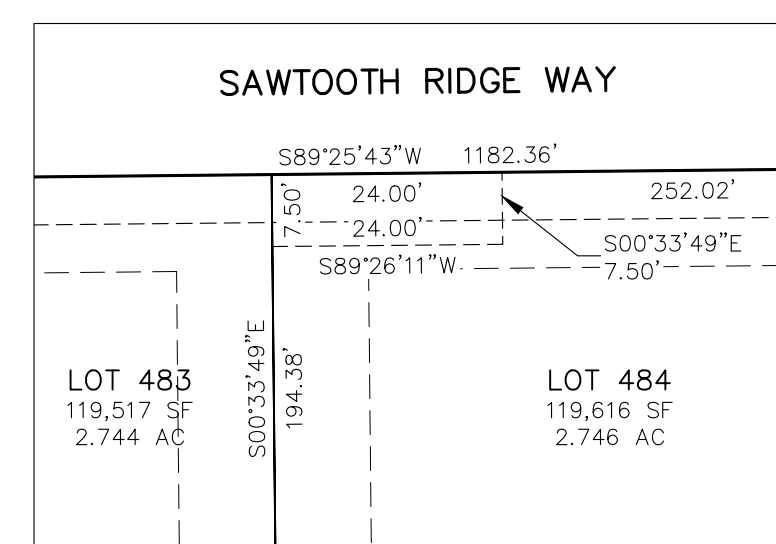 SAWTOOTH RIDGE WAY
S89°25'43"W 1182.36'
7.50'
24.00'
252.02'
24.00'
S00°33'49"E
7.50'
S89°26'11"W
S00°33'49"E
194.38'
LOT 483
119,517 SF
2.744 AC
LOT 484
119,616 SF
2.746 AC